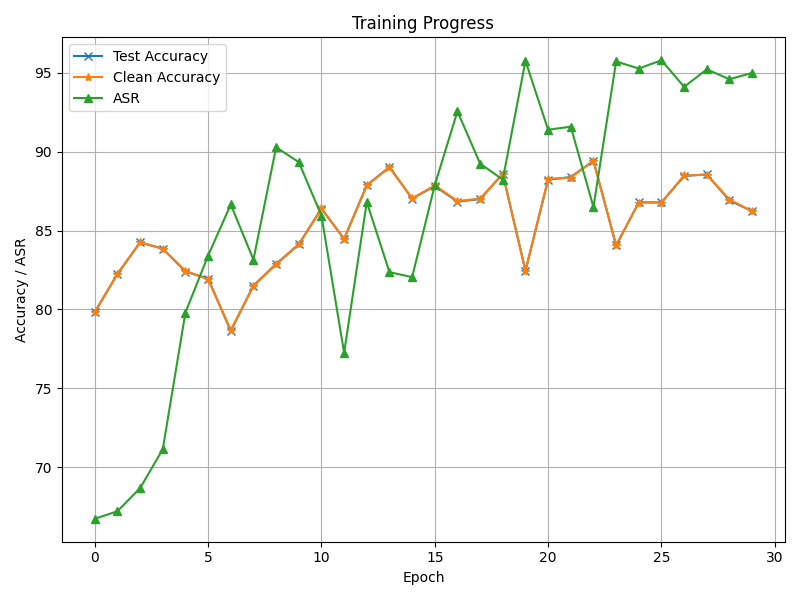 Training Progress
Test Accuracy
Clean Accuracy
ASR
95
90
85
80
75
70
Accuracy / ASR
0 5 10 15 20 25 30
Epoch